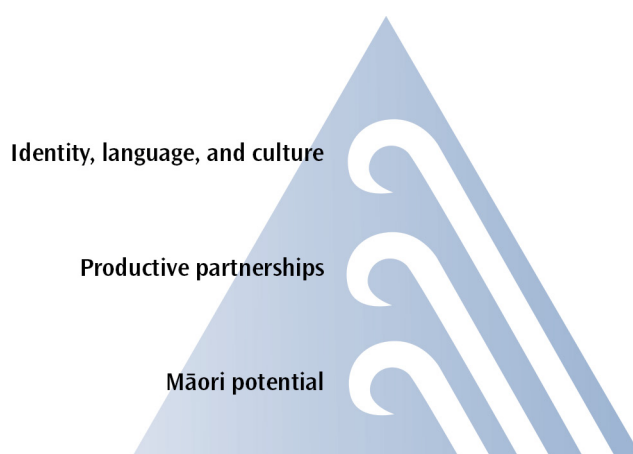 Identity, language, and culture
Productive partnerships
Māori potential